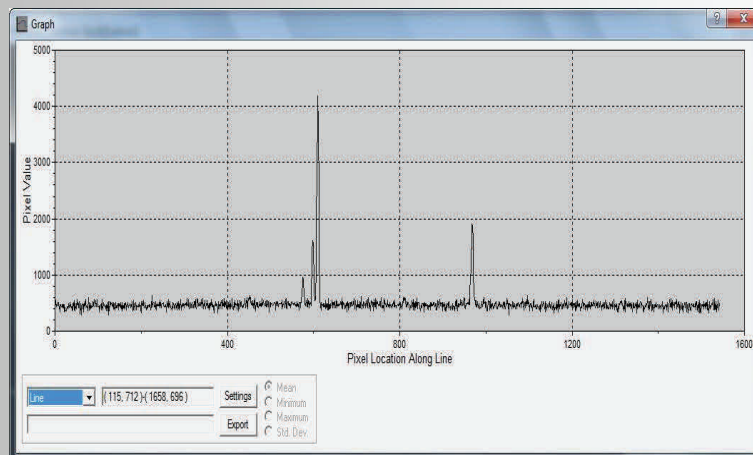 Graph
? X
5000
4000
3000
2000
1000
0
Pixel Value
0 400 800 1200 1600
Pixel Location Along Line
Line ( 115, 712 )-( 1658, 696 ) Settings
Mean
Minimum
Export
Maximum
Std. Dev.